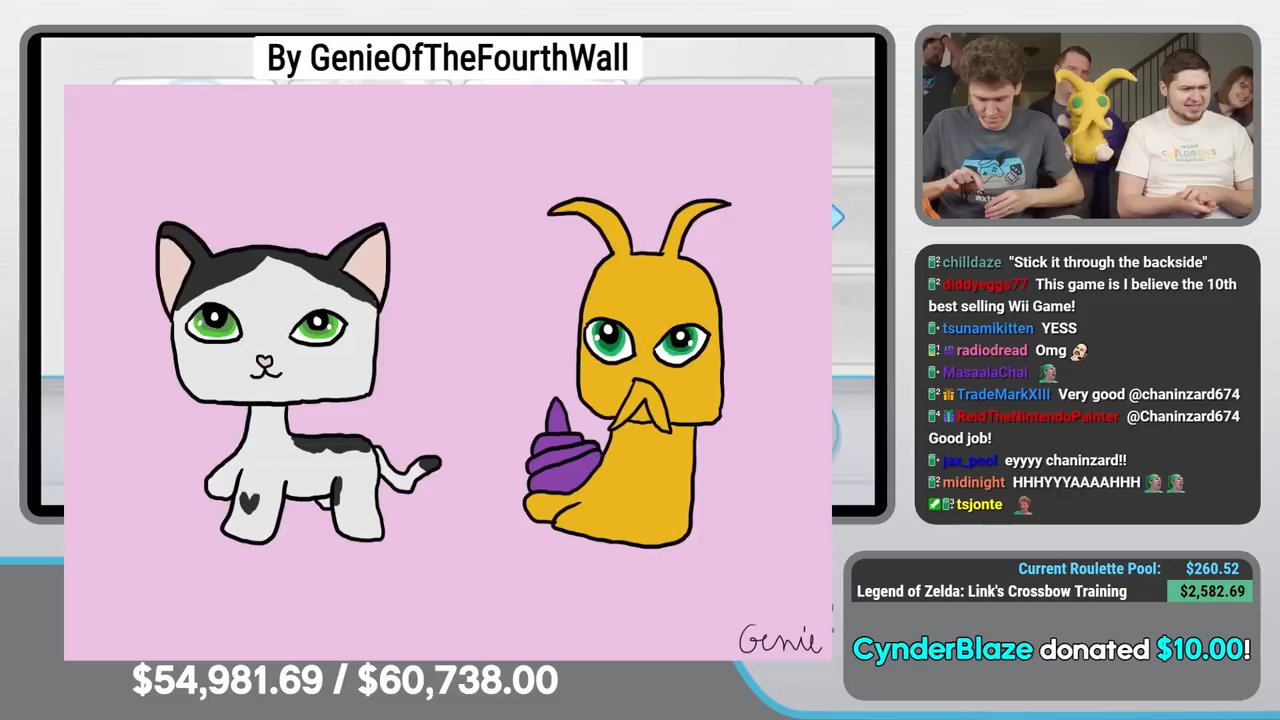 By GenieOfTheFourthWall
Genie
$54,981.69 / $60,738.00
CHILDREN'S
HOSPITAL
chilldaze "Stick it through the backside"
diddyeggs77 This game is I believe the 10th
best selling Wii Game!
tsunamikitten YESS
radiodread Omg
MasaalaChai
TradeMarkXIII Very good @chaninzard674
ReidTheNintendoPainter @Chaninzard674
Good job!
jax_pool eyyyy chaninzard!!
midinight HHHYYYAAAAHHH
tsjonte
Current Roulette Pool: $260.52
Legend of Zelda: Link's Crossbow Training $2,582.69
CynderBlaze donated $10.00!